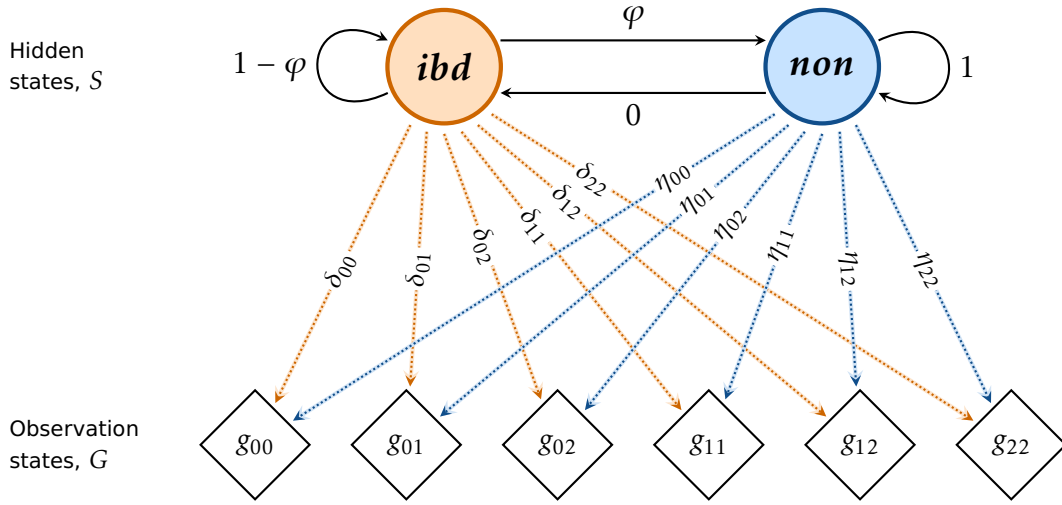 Hidden
states, S
1 − φ
ibd
φ
0
non
1
δ₀₀
δ₀₁
δ₀₂
δ₁₁
δ₁₂
δ₂₂
η₀₀
η₀₁
η₀₂
η₁₁
η₁₂
η₂₂
Observation
states, G
g₀₀
g₀₁
g₀₂
g₁₁
g₁₂
g₂₂